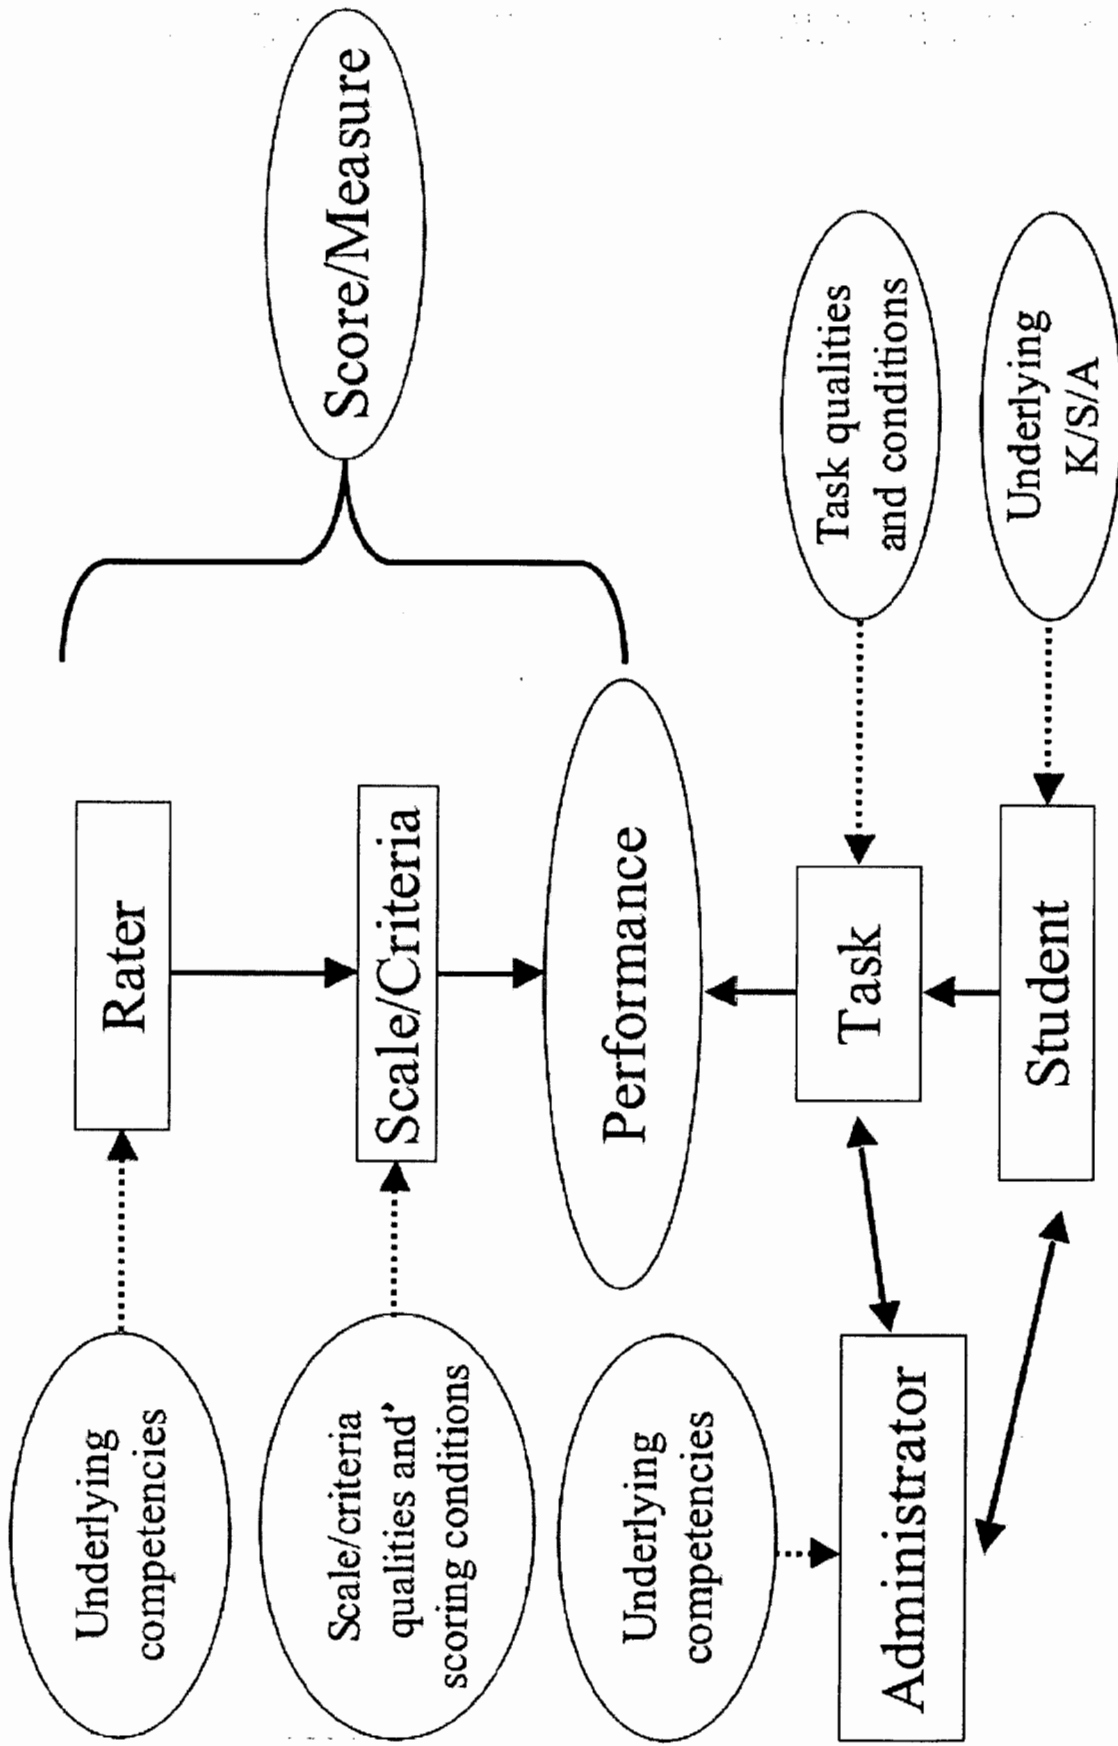 Underlying
competencies
Rater
Scale/criteria
qualities and
scoring conditions
Scale/Criteria
Score/Measure
Underlying
competencies
Performance
Administrator
Task
Task qualities
and conditions
Student
Underlying
K/S/A